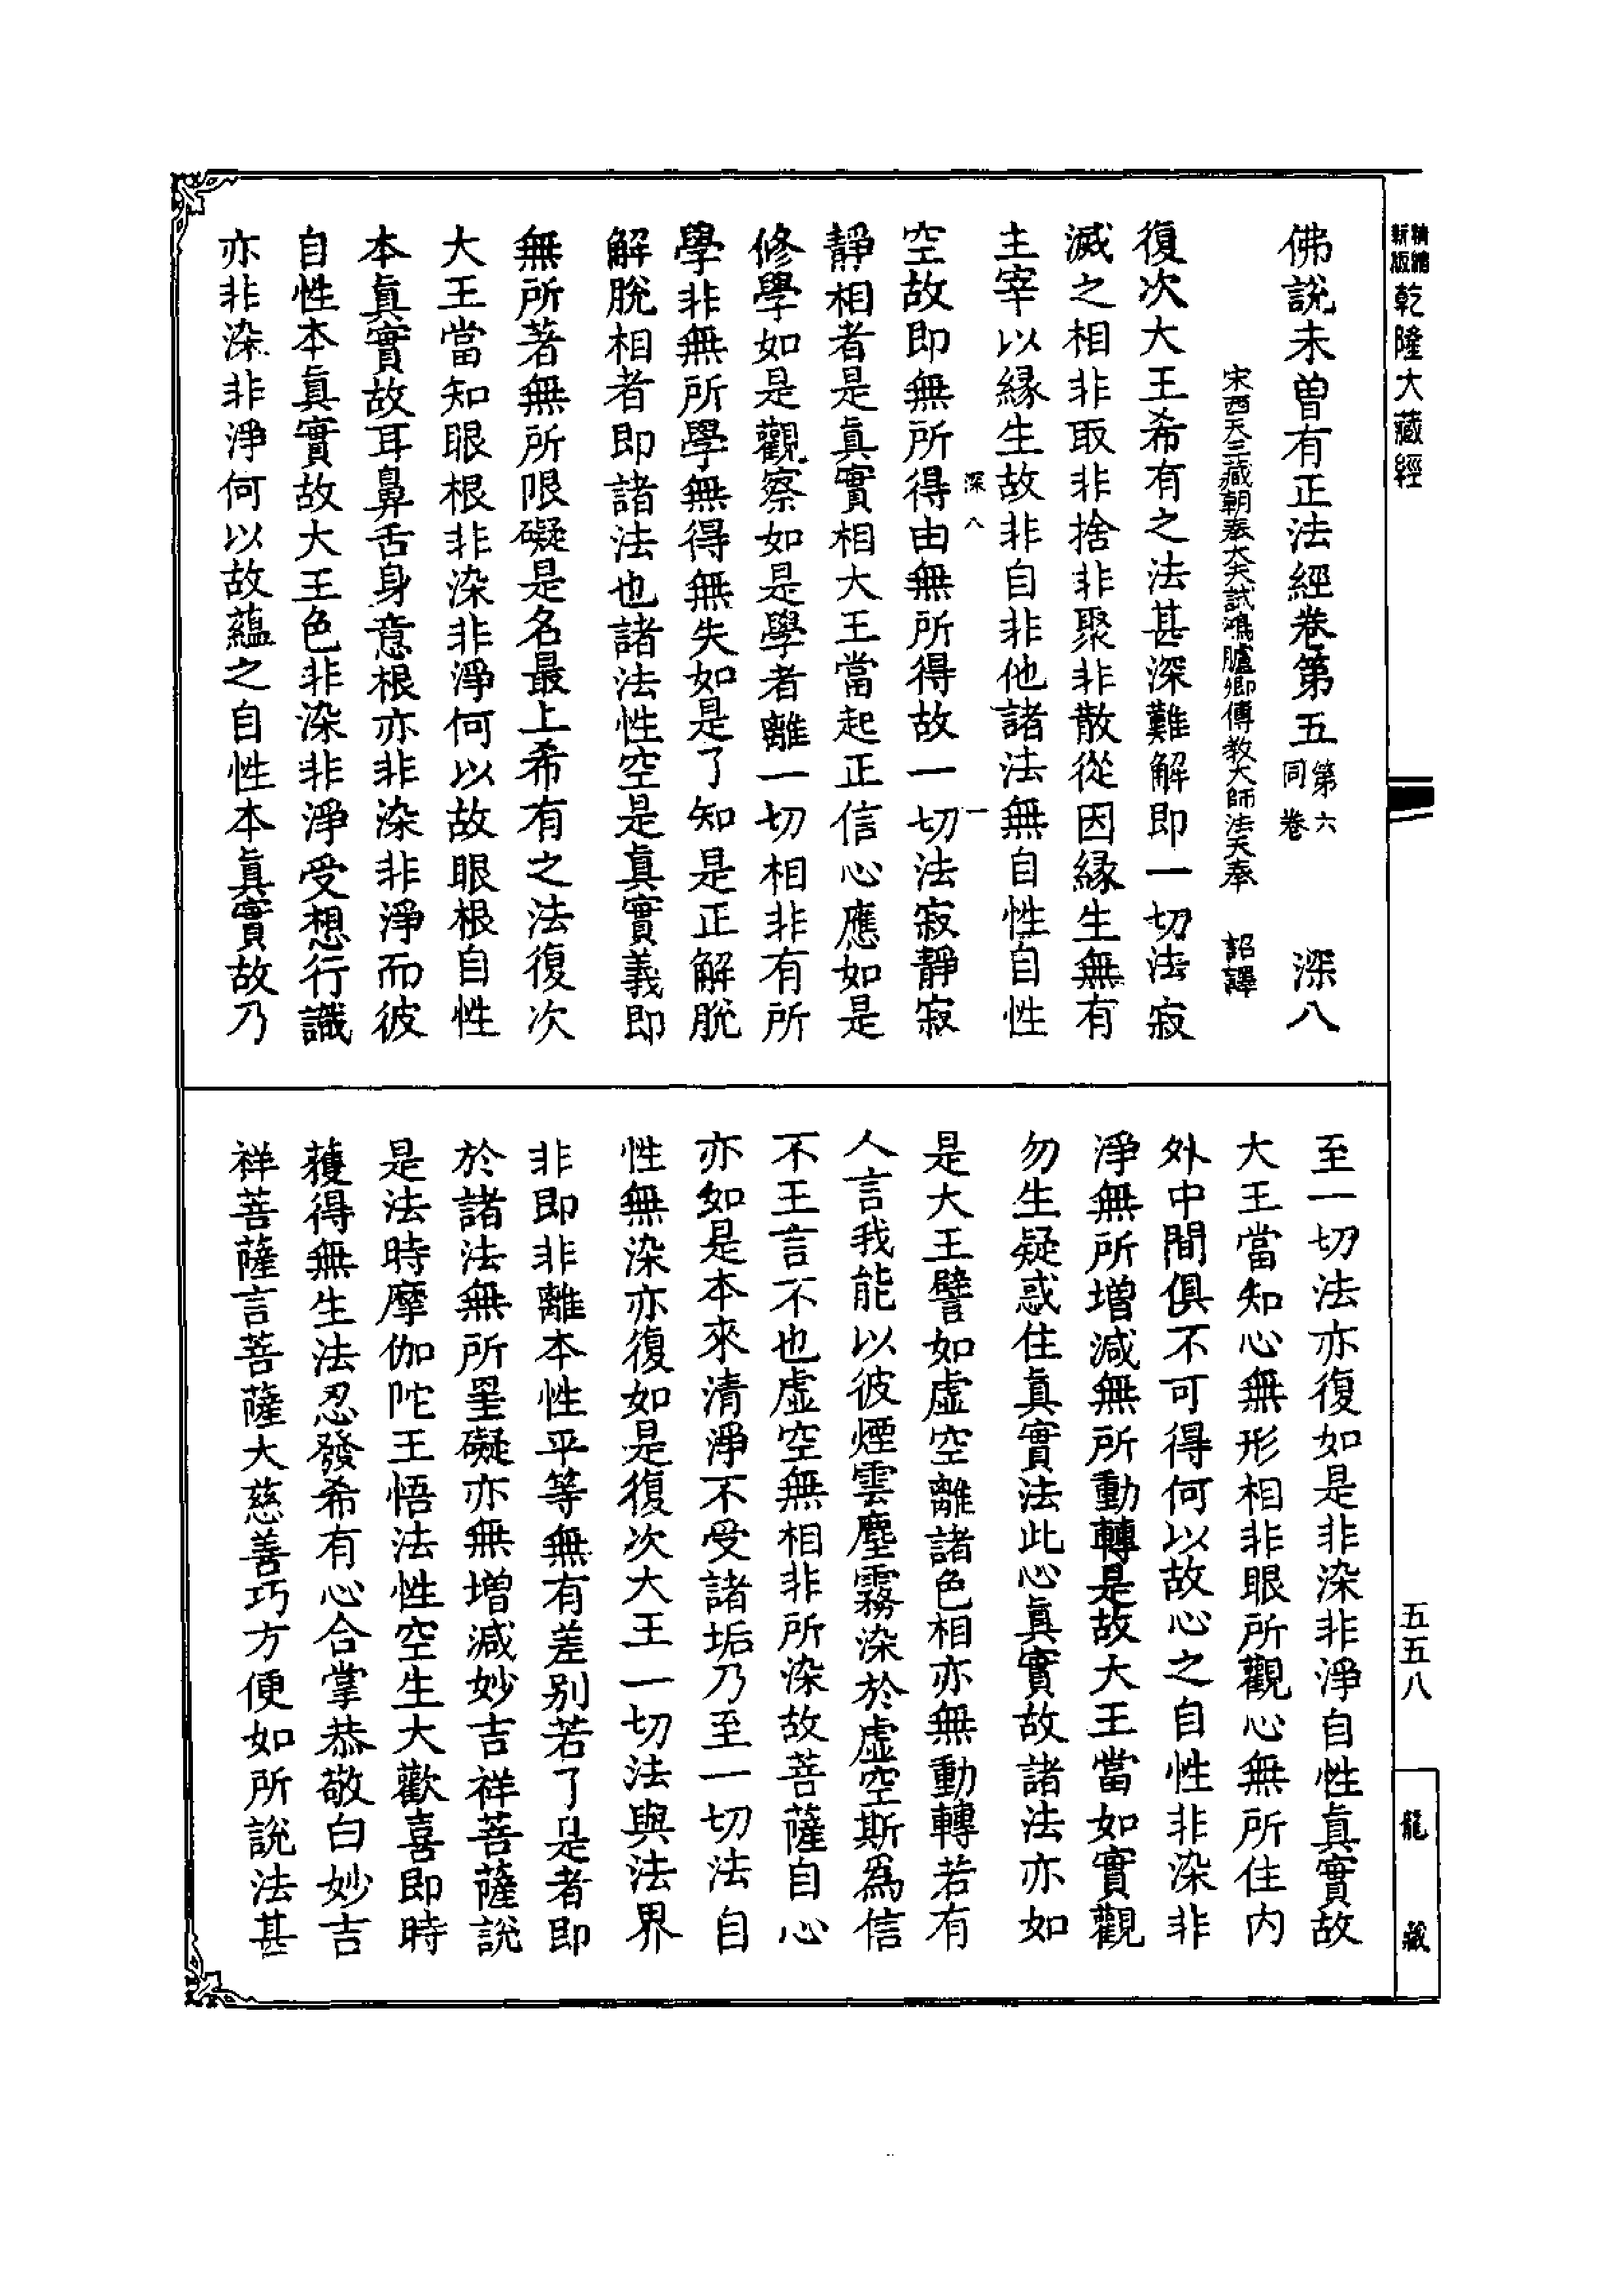 精縮新版乾隆大藏經
五五八
龍藏
佛說未曾有正法經卷第五 第六同卷 深八
宋西天三藏朝奉大夫試鴻臚卿傳教大師法天奉 詔譯
復次大王希有之法甚深難解即一切法寂
滅之相非取非捨非聚非散從因緣生無有
主宰以緣生故非自非他諸法無自性自性
深八 一
空故即無所得由無所得故一切法寂靜寂
靜相者是眞實相大王當起正信心應如是
修學如是觀察如是學者離一切相非有所
學非無所學無得無失如是了知是正解脫
解脫相者即諸法也諸法性空是眞實義即
無所著無所限礙是名最上希有之法復次
大王當知眼根非染非淨何以故眼根自性
本眞實故耳鼻舌身意根亦非染非淨而彼
自性本眞實故大王色非染非淨受想行識
亦非染非淨何以故蘊之自性本眞實故乃
至一切法亦復如是非染非淨自性眞實故
大王當知心無形相非眼所觀心無所住内
外中間俱不可得何以故心之自性非染非
淨無所增減無所動轉是故大王當如實觀
勿生疑惑住眞實法此心眞實故諸法亦如
是大王譬如虛空離諸色相亦無動轉若有
人言我能以彼煙雲塵霧染於虛空斯爲信
不王言不也虛空無相非所染故菩薩自心
亦如是本來清淨不受諸垢乃至一切法自
性無染亦復如是復次大王一切法與法界
非即非離本性平等無有差别若了是者即
於諸法無所罣礙亦無增減妙吉祥菩薩說
是法時摩伽陀王悟法性空生大歡喜即時
獲得無生法忍發希有心合掌恭敬白妙吉
祥菩薩言菩薩大慈善巧方便如所說法甚